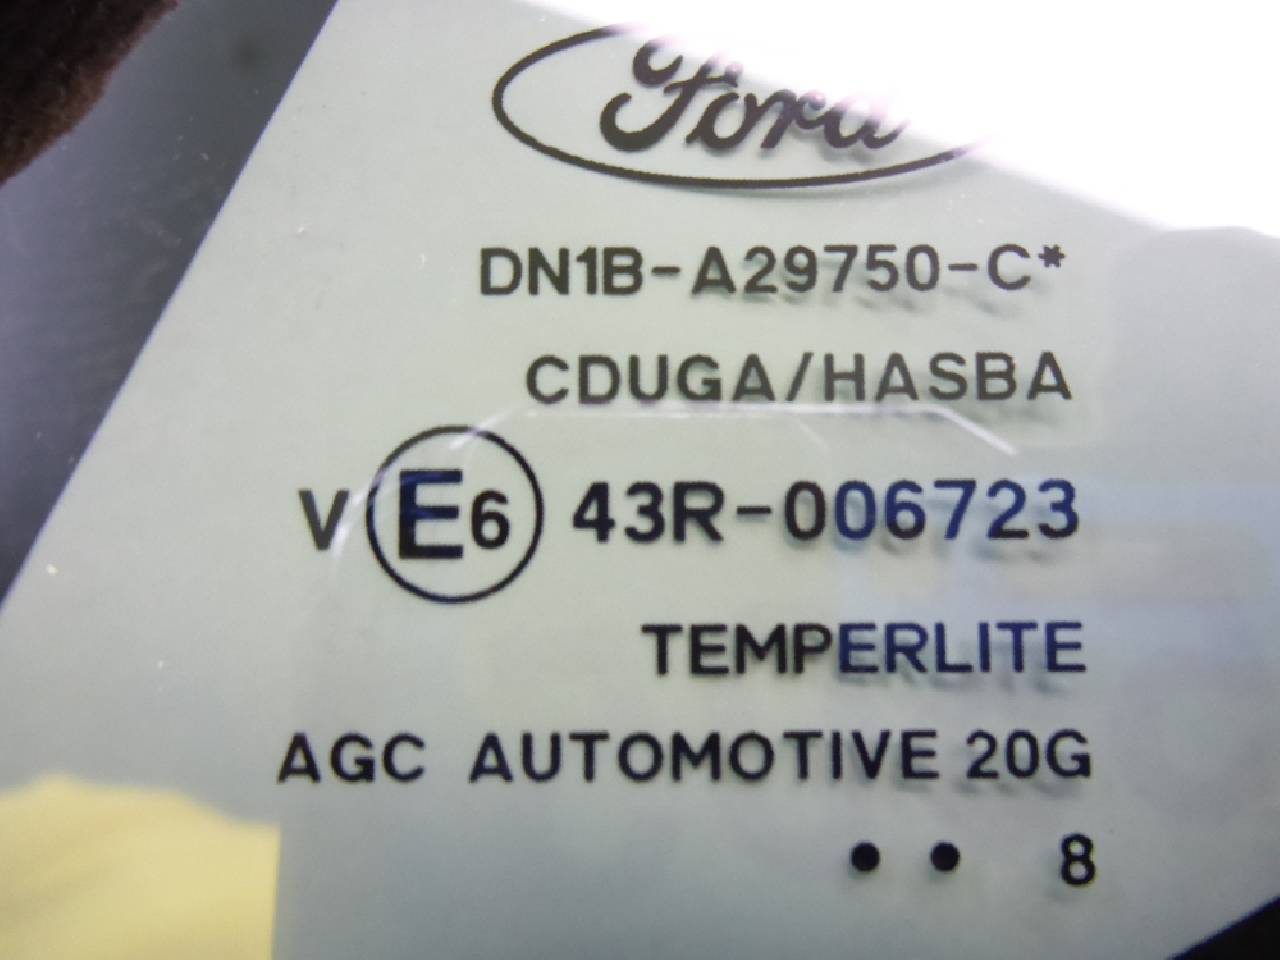 Ford
DN1B-A29750-C*
CDUGA/HASBA
V E6 43R-006723
TEMPERLITE
AGC AUTOMOTIVE 20G
•• 8